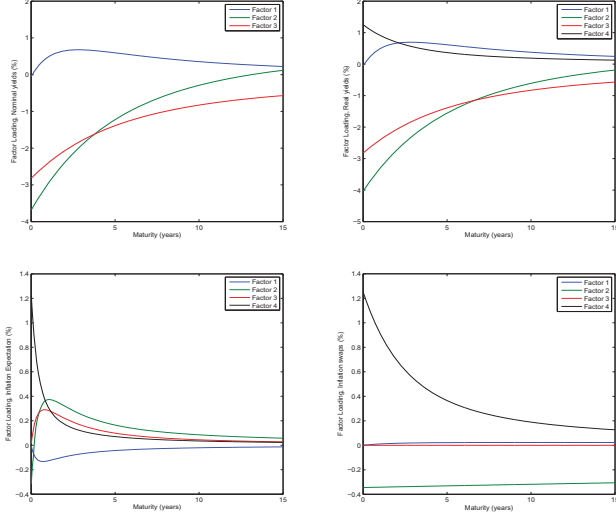 2
1
0
−1
−2
−3
−4
Factor Loading, Nominal yields (%)
0
5
10
15
Maturity (years)
Factor 1
Factor 2
Factor 3
2
1
0
−1
−2
−3
−4
−5
Factor Loading, Real yields (%)
0
5
10
15
Maturity (years)
Factor 1
Factor 2
Factor 3
Factor 4
1.4
1.2
1
0.8
0.6
0.4
0.2
0
−0.2
−0.4
Factor Loading, Inflation Expectation (%)
0
5
10
15
Maturity (years)
Factor 1
Factor 2
Factor 3
Factor 4
1.4
1.2
1
0.8
0.6
0.4
0.2
0
−0.2
−0.4
Factor Loading, Inflation swaps (%)
0
5
10
15
Maturity (years)
Factor 1
Factor 2
Factor 3
Factor 4